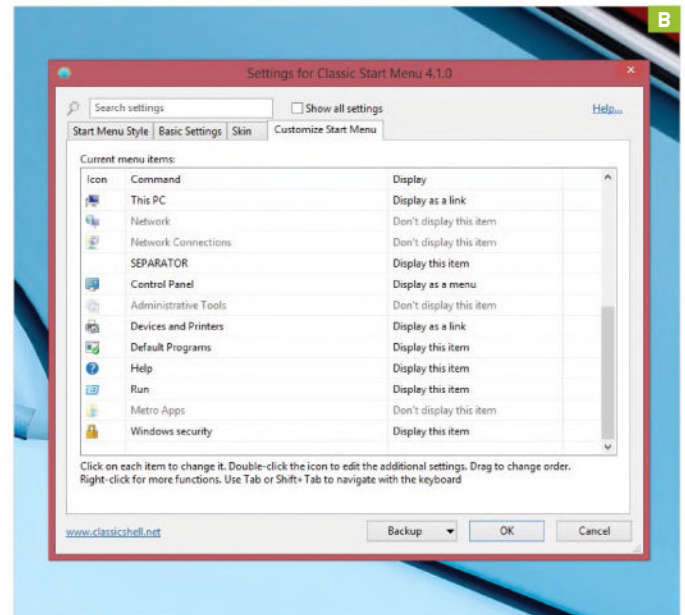 B
Settings for Classic Start Menu 4.1.0
Search settings
Show all settings
Help...
Start Menu Style Basic Settings Skin Customize Start Menu
Current menu items:
Icon Command Display
This PC Display as a link
Network Don't display this item
Network Connections Don't display this item
SEPARATOR Display this item
Control Panel Display as a menu
Administrative Tools Don't display this item
Devices and Printers Display as a link
Default Programs Display this item
Help Display this item
Run Display this item
Metro Apps Don't display this item
Windows security Display this item
Click on each item to change it. Double-click the icon to edit the additional settings. Drag to change order.
Right-click for more functions. Use Tab or Shift+Tab to navigate with the keyboard
www.classicshell.net Backup OK Cancel